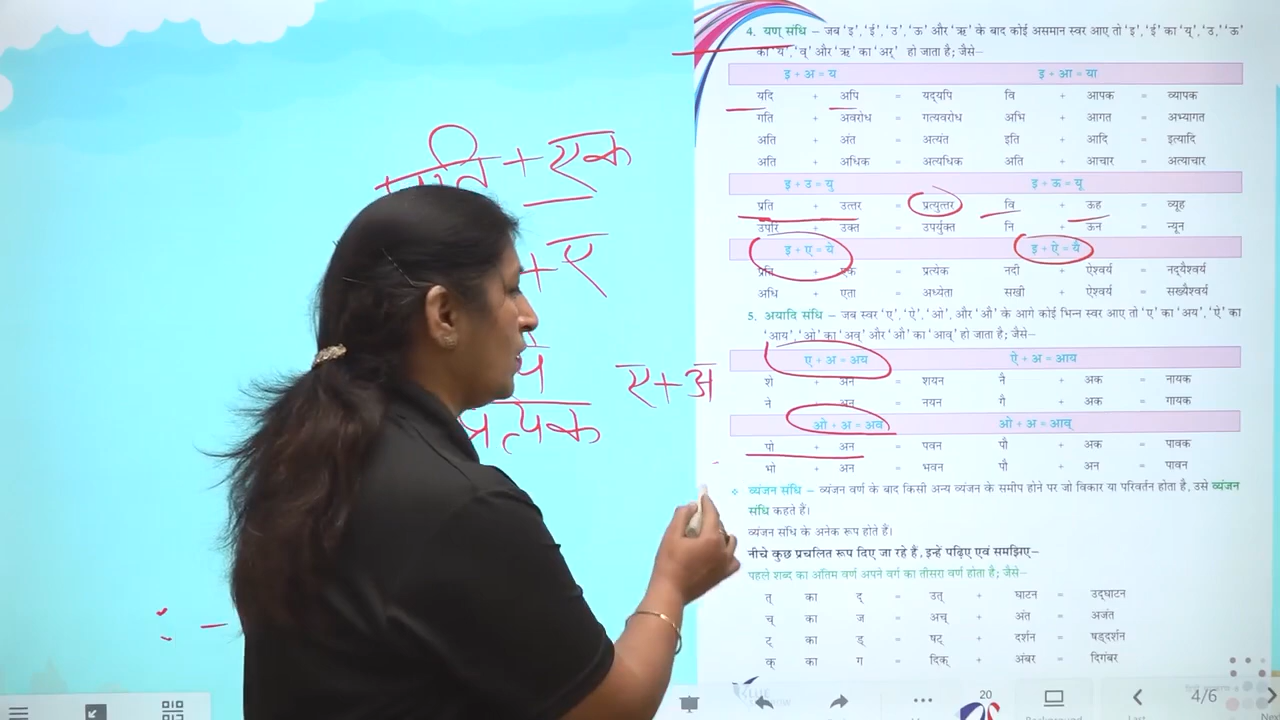 4. यण् संधि – जब 'इ', 'ई', 'उ', 'ऊ' और 'ऋ' के बाद कोई असमान स्वर आए तो 'इ', 'ई' का 'य्', 'उ, ''ऊ'
का 'व्' और 'ऋ' का 'अर्' हो जाता है; जैसे–
इ + अ = य इ + आ = या
यदि + अपि = यद्यपि वि + आपक = व्यापक
गति + अवरोध = गत्यवरोध अभि + आगत = अभ्यागत
अति + अंत = अत्यंत इति + आदि = इत्यादि
अति + अधिक = अत्यधिक अति + आचार = अत्याचार
इ + उ = यु इ + ऊ = यू
प्रति + उत्तर = प्रत्युत्तर वि + ऊह = व्यूह
उपरि + उक्त = उपर्युक्त नि + ऊन = न्यून
इ + ए = ये इ + ऐ = यै
प्रति + एक = प्रत्येक नदी + ऐश्वर्य = नद्यैश्वर्य
अधि + एता = अध्येता सखी + ऐश्वर्य = सख्यैश्वर्य
5. अयादि संधि – जब स्वर 'ए', 'ऐ', 'ओ', और 'औ' के आगे कोई भिन्न स्वर आए तो 'ए' का 'अय', 'ऐ' का
'आय', 'ओ' का 'अव्' और 'औ' का 'आव्' हो जाता है; जैसे–
ए + अ = अय ऐ + अ = आय
शे + अन = शयन नै + अक = नायक
ने + अन = नयन गै + अक = गायक
ओ + अ = अव ओ + अ = आव्
पो + अन = पवन पौ + अक = पावक
भो + अन = भवन पौ + अन = पावन
व्यंजन संधि – व्यंजन वर्ण के बाद किसी अन्य व्यंजन के समीप होने पर जो विकार या परिवर्तन होता है, उसे व्यंजन
संधि कहते हैं।
व्यंजन संधि के अनेक रूप होते हैं।
नीचे कुछ प्रचलित रूप दिए जा रहे हैं, इन्हें पढ़िए एवं समझिए–
पहले शब्द का अंतिम वर्ण अपने वर्ग का तीसरा वर्ण होता है; जैसे–
त् का द् = उत् + घाटन = उद्घाटन
च् का ज = अच् + अंत = अजंत
ट् का ड् = षट् + दर्शन = षड्दर्शन
क् का ग = दिक् + अंबर = दिगंबर
+ एक
+ ए
ए + अ
प्रत्येक
20
4/6